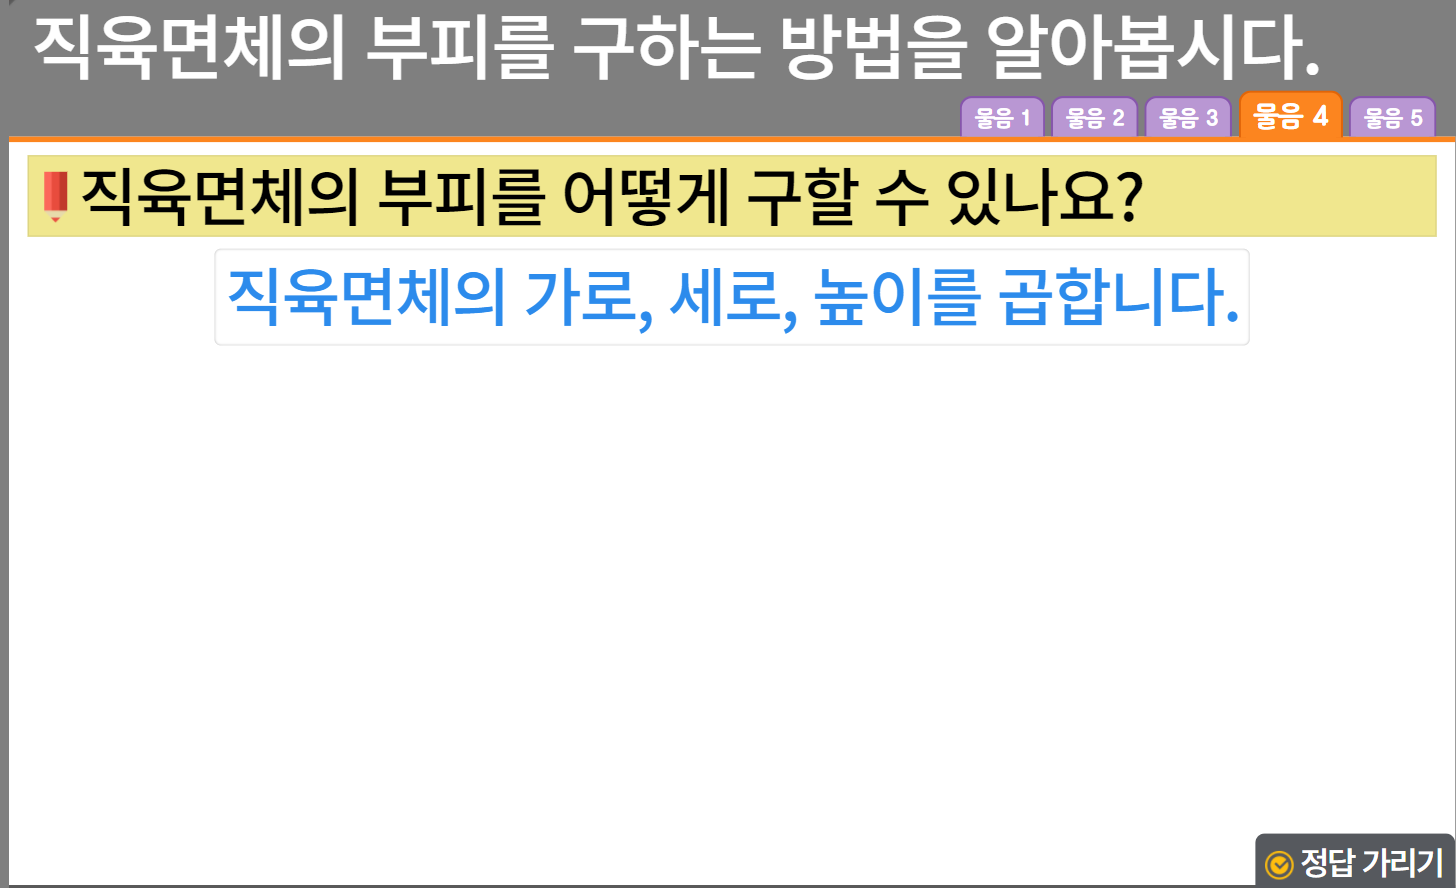 직육면체의 부피를 구하는 방법을 알아봅시다.
물음 1 물음 2 물음 3 물음 4 물음 5
직육면체의 부피를 어떻게 구할 수 있나요?
직육면체의 가로, 세로, 높이를 곱합니다.
정답 가리기